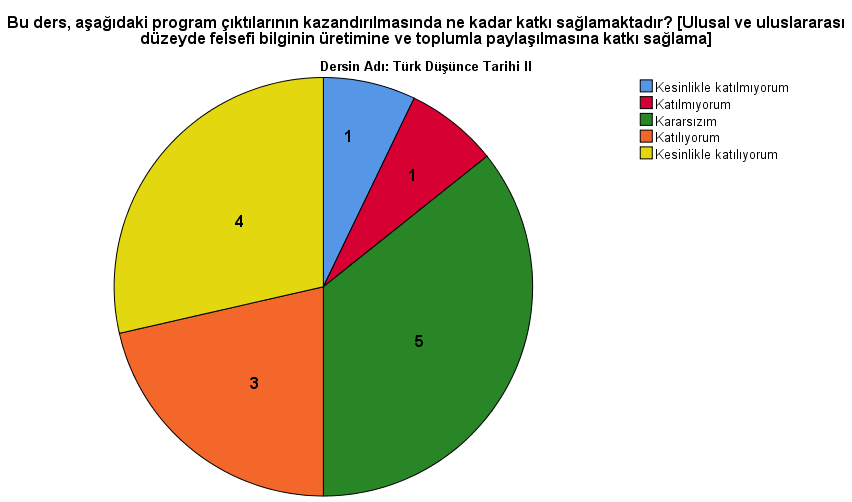 Bu ders, aşağıdaki program çıktılarının kazandırılmasında ne kadar katkı sağlamaktadır? [Ulusal ve uluslararası
düzeyde felsefi bilginin üretimine ve toplumla paylaşılmasına katkı sağlama]
Dersin Adı: Türk Düşünce Tarihi II
Kesinlikle katılmıyorum
Katılmıyorum
Kararsızım
Katılıyorum
Kesinlikle katılıyorum
1
1
4
5
3